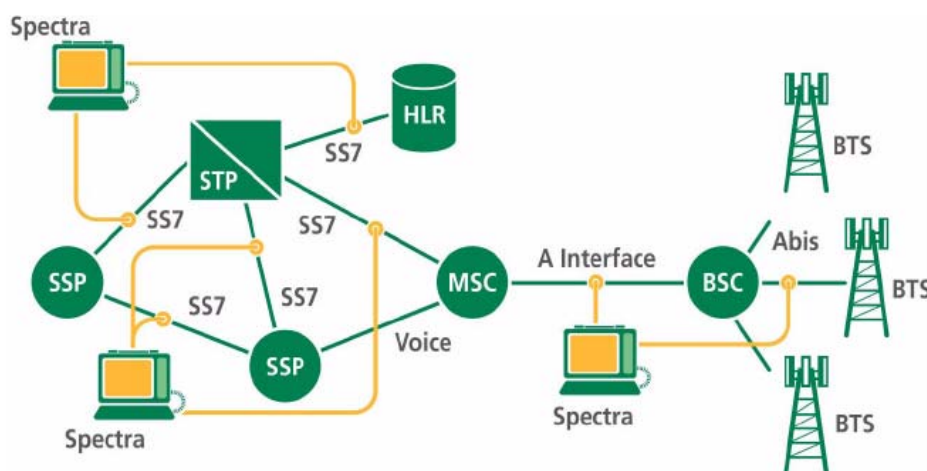 Spectra
HLR
BTS
STP
SS7
SS7
SS7
Abis
A Interface
SSP
SS7
SS7
MSC
BSC
BTS
Voice
SSP
Spectra
Spectra
BTS